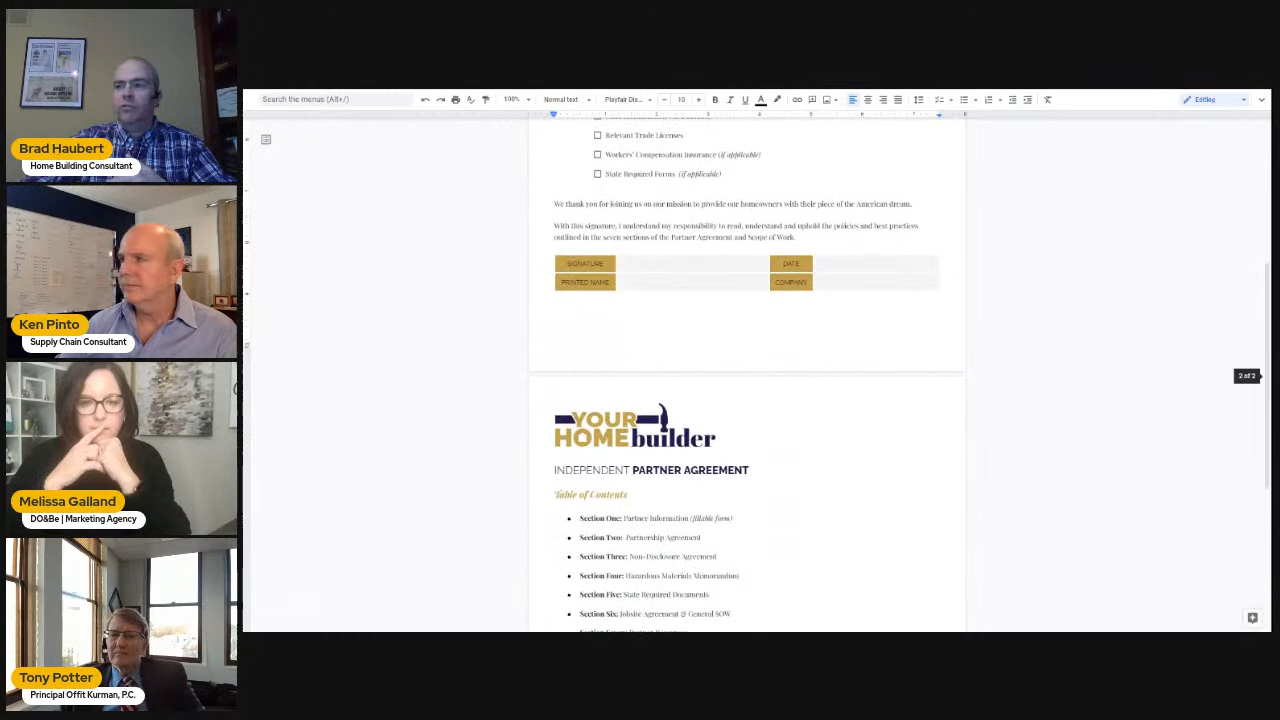 Brad Haubert
Home Building Consultant
Ken Pinto
Supply Chain Consultant
Melissa Galland
DO&Be | Marketing Agency
Tony Potter
Principal Offit Kurman, P.C.
Search the menus (Alt+/)
100%
Normal text
Playfair Dis...
10
Editing
Relevant Trade Licenses
Workers' Compensation Insurance (if applicable)
State Required Forms (if applicable)
We thank you for joining us on our mission to provide our homeowners with their piece of the American dream.
With this signature, I understand my responsibility to read, understand and uphold the policies and best practices
outlined in the seven sections of the Partner Agreement and Scope of Work.
SIGNATURE DATE
PRINTED NAME COMPANY
2 of 2
YOUR
HOMEbuilder
INDEPENDENT PARTNER AGREEMENT
Table of Contents
Section One: Partner Information (fillable form)
Section Two: Partnership Agreement
Section Three: Non-Disclosure Agreement
Section Four: Hazardous Materials Memorandum
Section Five: State Required Documents
Section Six: Jobsite Agreement & General SOW